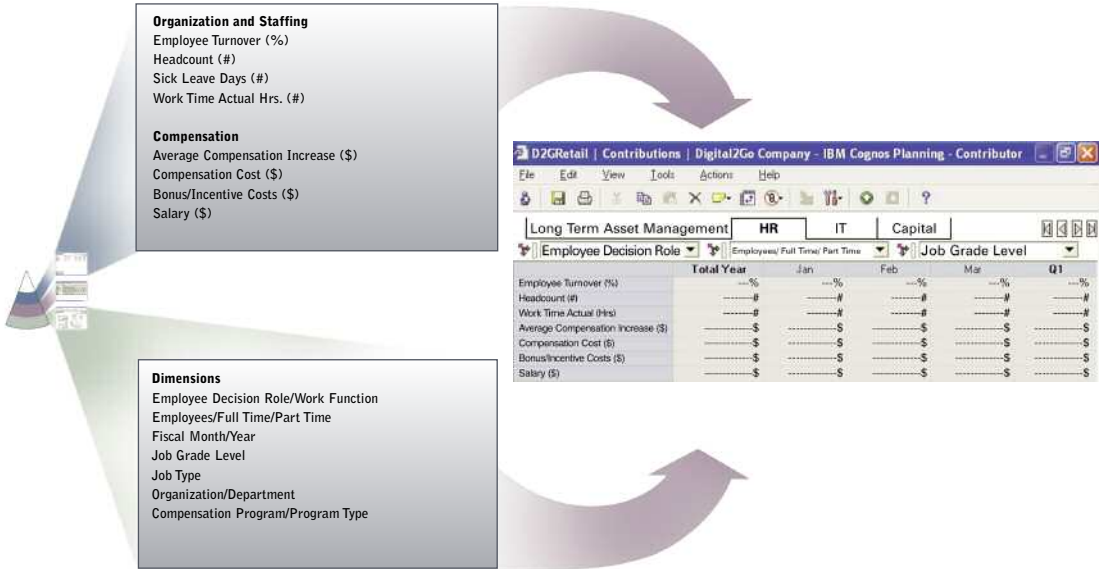 Organization and Staffing
Employee Turnover (%)
Headcount (#)
Sick Leave Days (#)
Work Time Actual Hrs. (#)
Compensation
Average Compensation Increase ($)
Compensation Cost ($)
Bonus/Incentive Costs ($)
Salary ($)
D2GRetail | Contributions | Digital2Go Company - IBM Cognos Planning - Contributor
File Edit View Tools Actions Help
Long Term Asset Management HR IT Capital
Employee Decision Role Employees/ Full Time/ Part Time Job Grade Level
Total Year Jan Feb Mar Q1
Employee Turnover (%) ---% ---% ---% ---% ---%
Headcount (#) --------# --------# --------# --------# --------#
Work Time Actual (Hrs) --------# --------# --------# --------# --------#
Average Compensation Increase ($) -----------$ -----------$ -----------$ -----------$ -----------$
Compensation Cost ($) -----------$ -----------$ -----------$ -----------$ -----------$
Bonus/Incentive Costs ($) -----------$ -----------$ -----------$ -----------$ -----------$
Salary ($) -----------$ -----------$ -----------$ -----------$ -----------$
Dimensions
Employee Decision Role/Work Function
Employees/Full Time/Part Time
Fiscal Month/Year
Job Grade Level
Job Type
Organization/Department
Compensation Program/Program Type